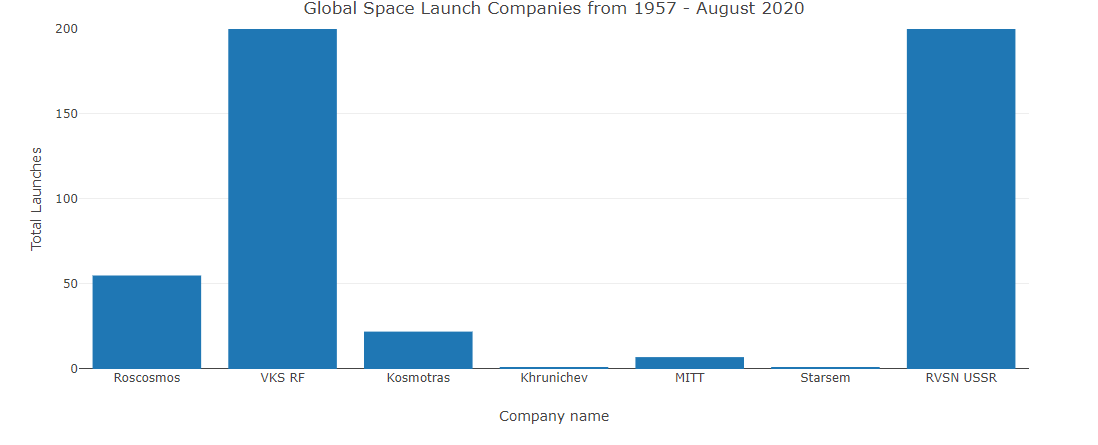 Global Space Launch Companies from 1957 - August 2020
200
150
100
50
0
Total Launches
Roscosmos VKS RF Kosmotras Khrunichev MITT Starsem RVSN USSR
Company name